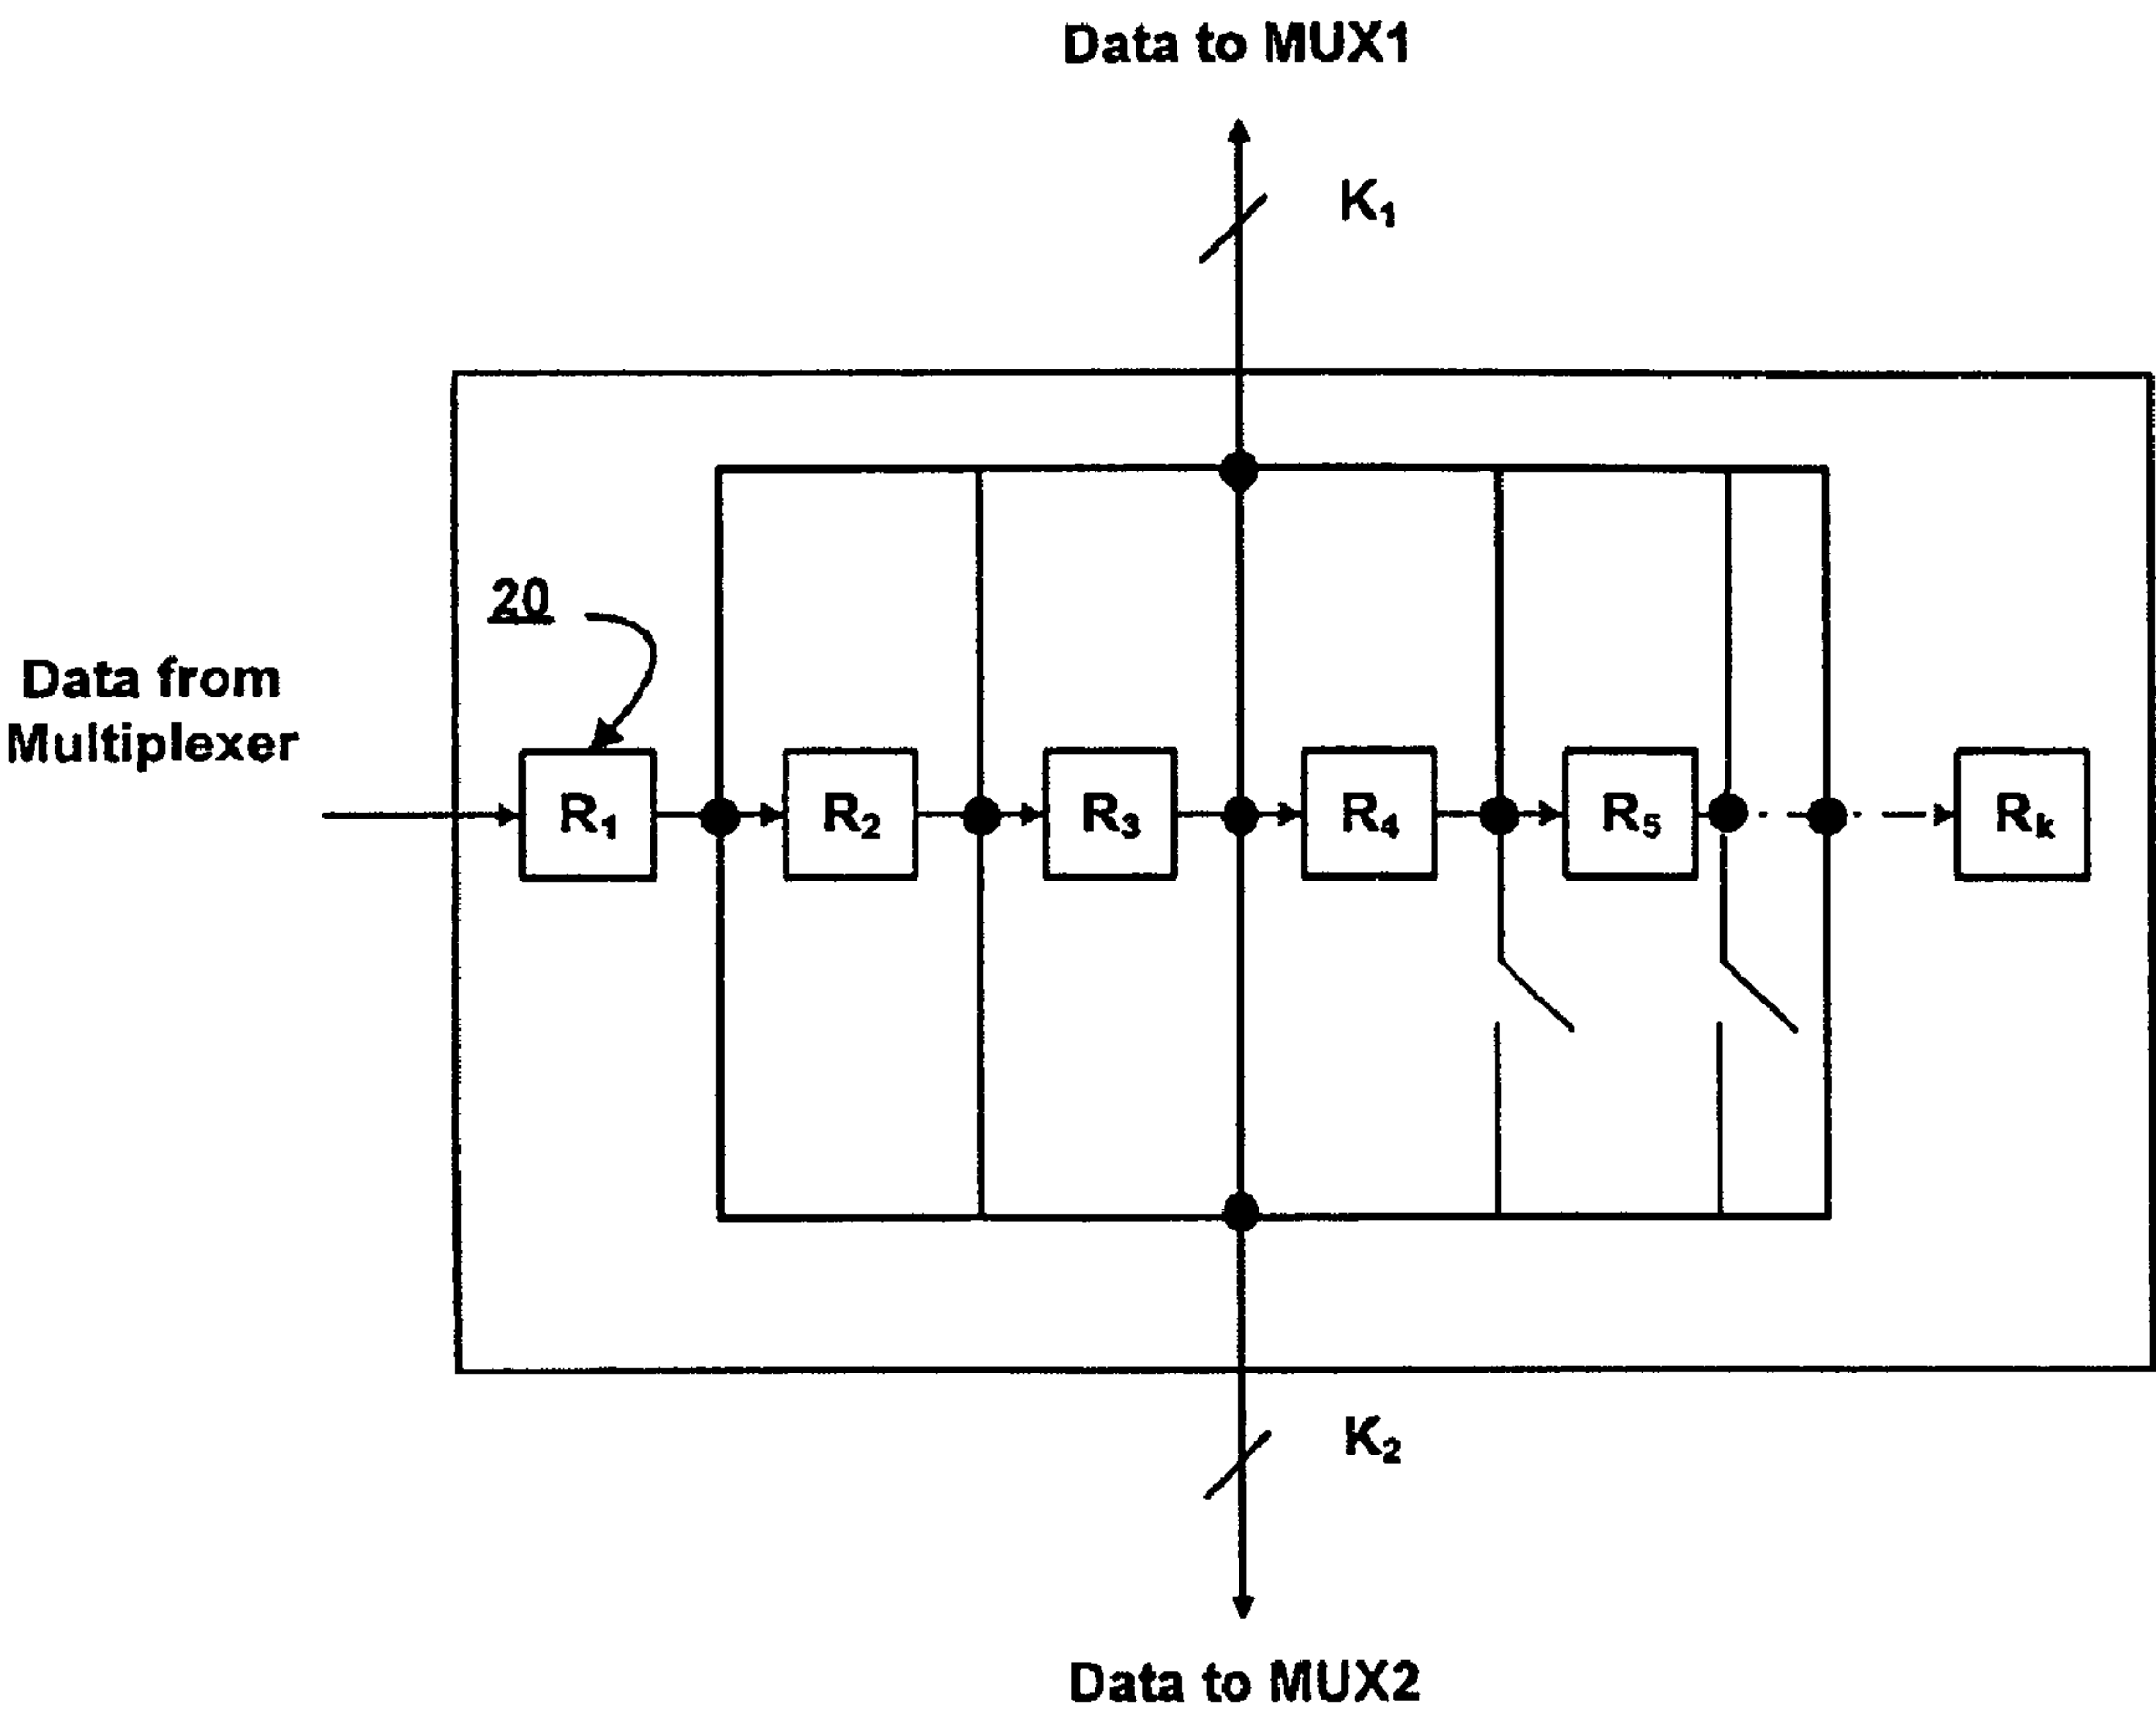 Data to MUX1
K₁
20
Data from
Multiplexer
R₁ R₂ R₃ R₄ R₅ Rₖ
K₂
Data to MUX2